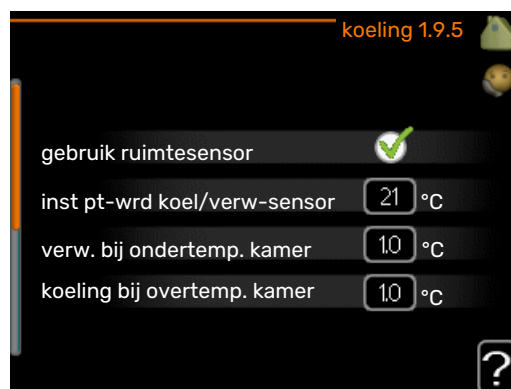 koeling 1.9.5
gebruik ruimtesensor
inst pt-wrd koel/verw-sensor 21 °C
verw. bij ondertemp. kamer 1.0 °C
koeling bij overtemp. kamer 1.0 °C
?